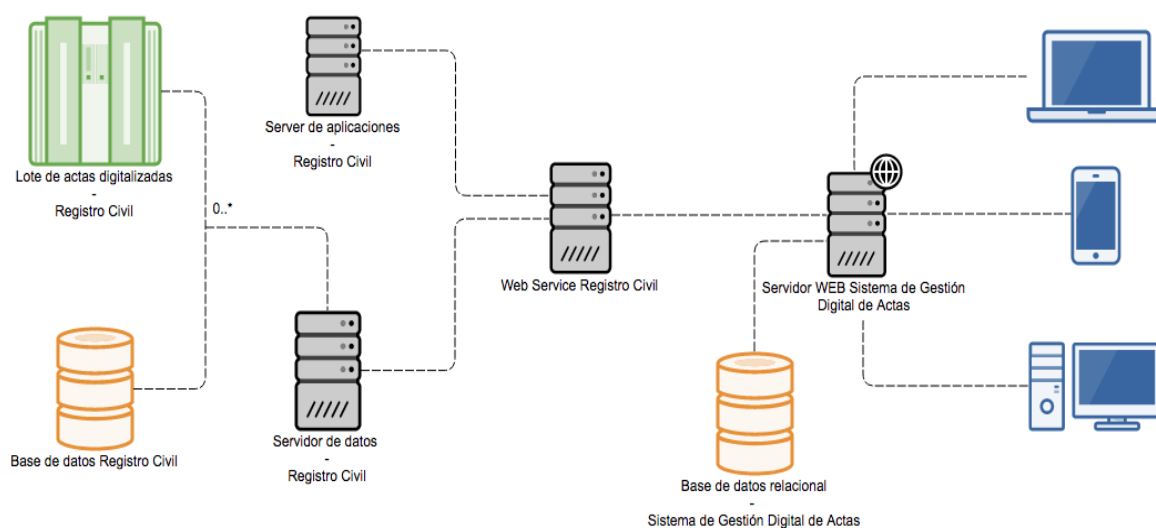 Lote de actas digitalizadas
-
Registro Civil
Server de aplicaciones
-
Registro Civil
0..*
Web Service Registro Civil
Servidor WEB Sistema de Gestión
Digital de Actas
Base de datos Registro Civil
Servidor de datos
-
Registro Civil
Base de datos relacional
-
Sistema de Gestión Digital de Actas